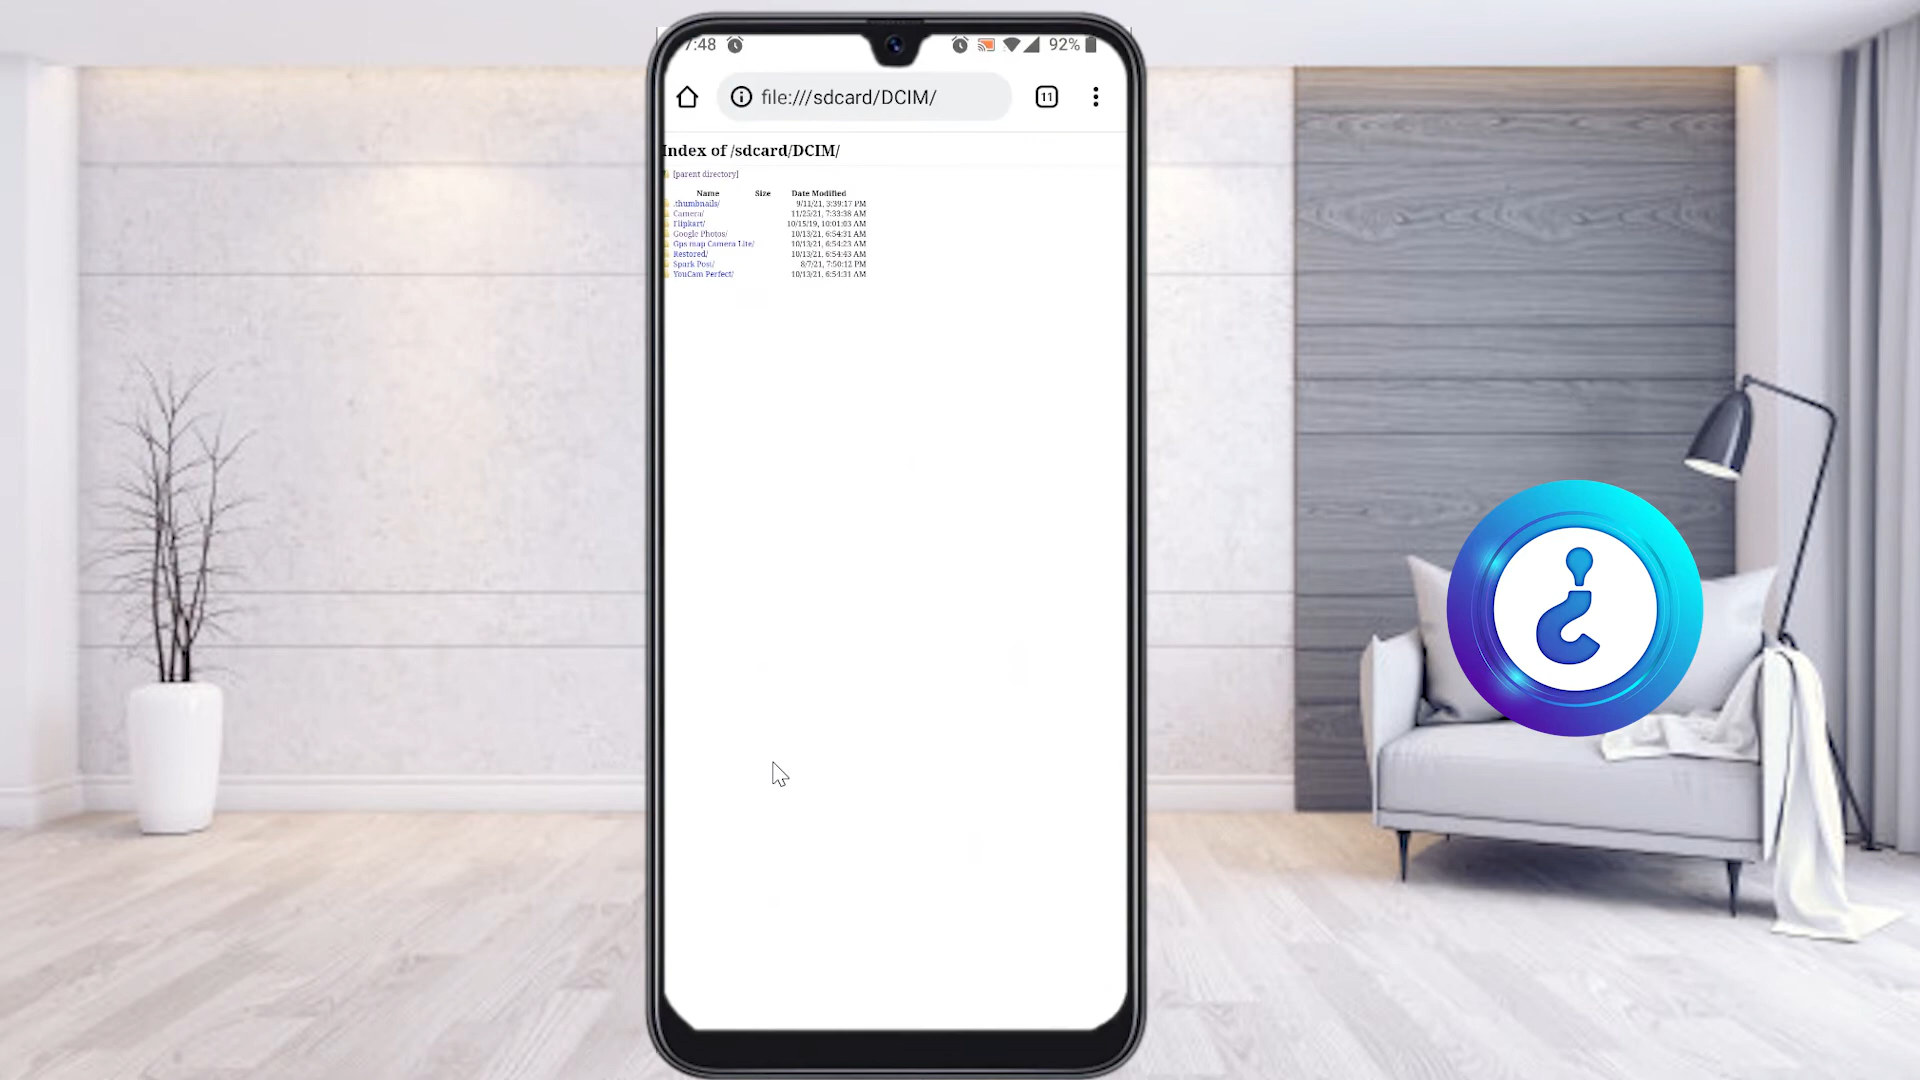 7:48 92%
file:///sdcard/DCIM/ 11
Index of /sdcard/DCIM/
[parent directory]
Name Size Date Modified
.thumbnails/ 9/11/21, 3:39:17 PM
Camera/ 11/25/21, 7:33:38 AM
Flipkart/ 10/15/19, 10:01:03 AM
Google Photos/ 10/13/21, 6:54:31 AM
Gps map Camera Lite/ 10/13/21, 6:54:23 AM
Restored/ 10/13/21, 6:54:43 AM
Spark Post/ 8/7/21, 7:50:12 PM
YouCam Perfect/ 10/13/21, 6:54:31 AM